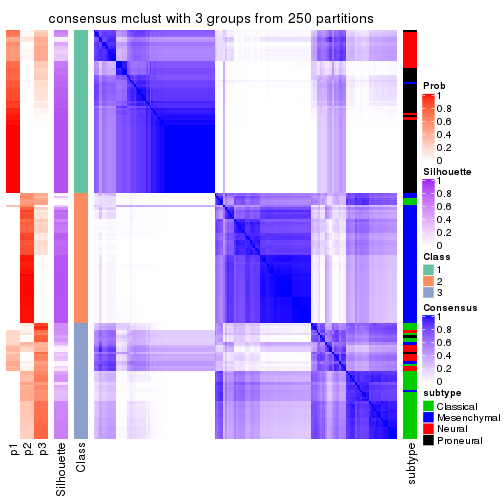 consensus mclust with 3 groups from 250 partitions
Prob
1
0.8
0.6
0.4
0.2
0
Silhouette
1
0.8
0.6
0.4
0.2
0
Class
1
2
3
Consensus
1
0.8
0.6
0.4
0.2
0
subtype
Classical
Mesenchymal
Neural
Proneural
p1
p2
p3
Silhouette
Class
subtype